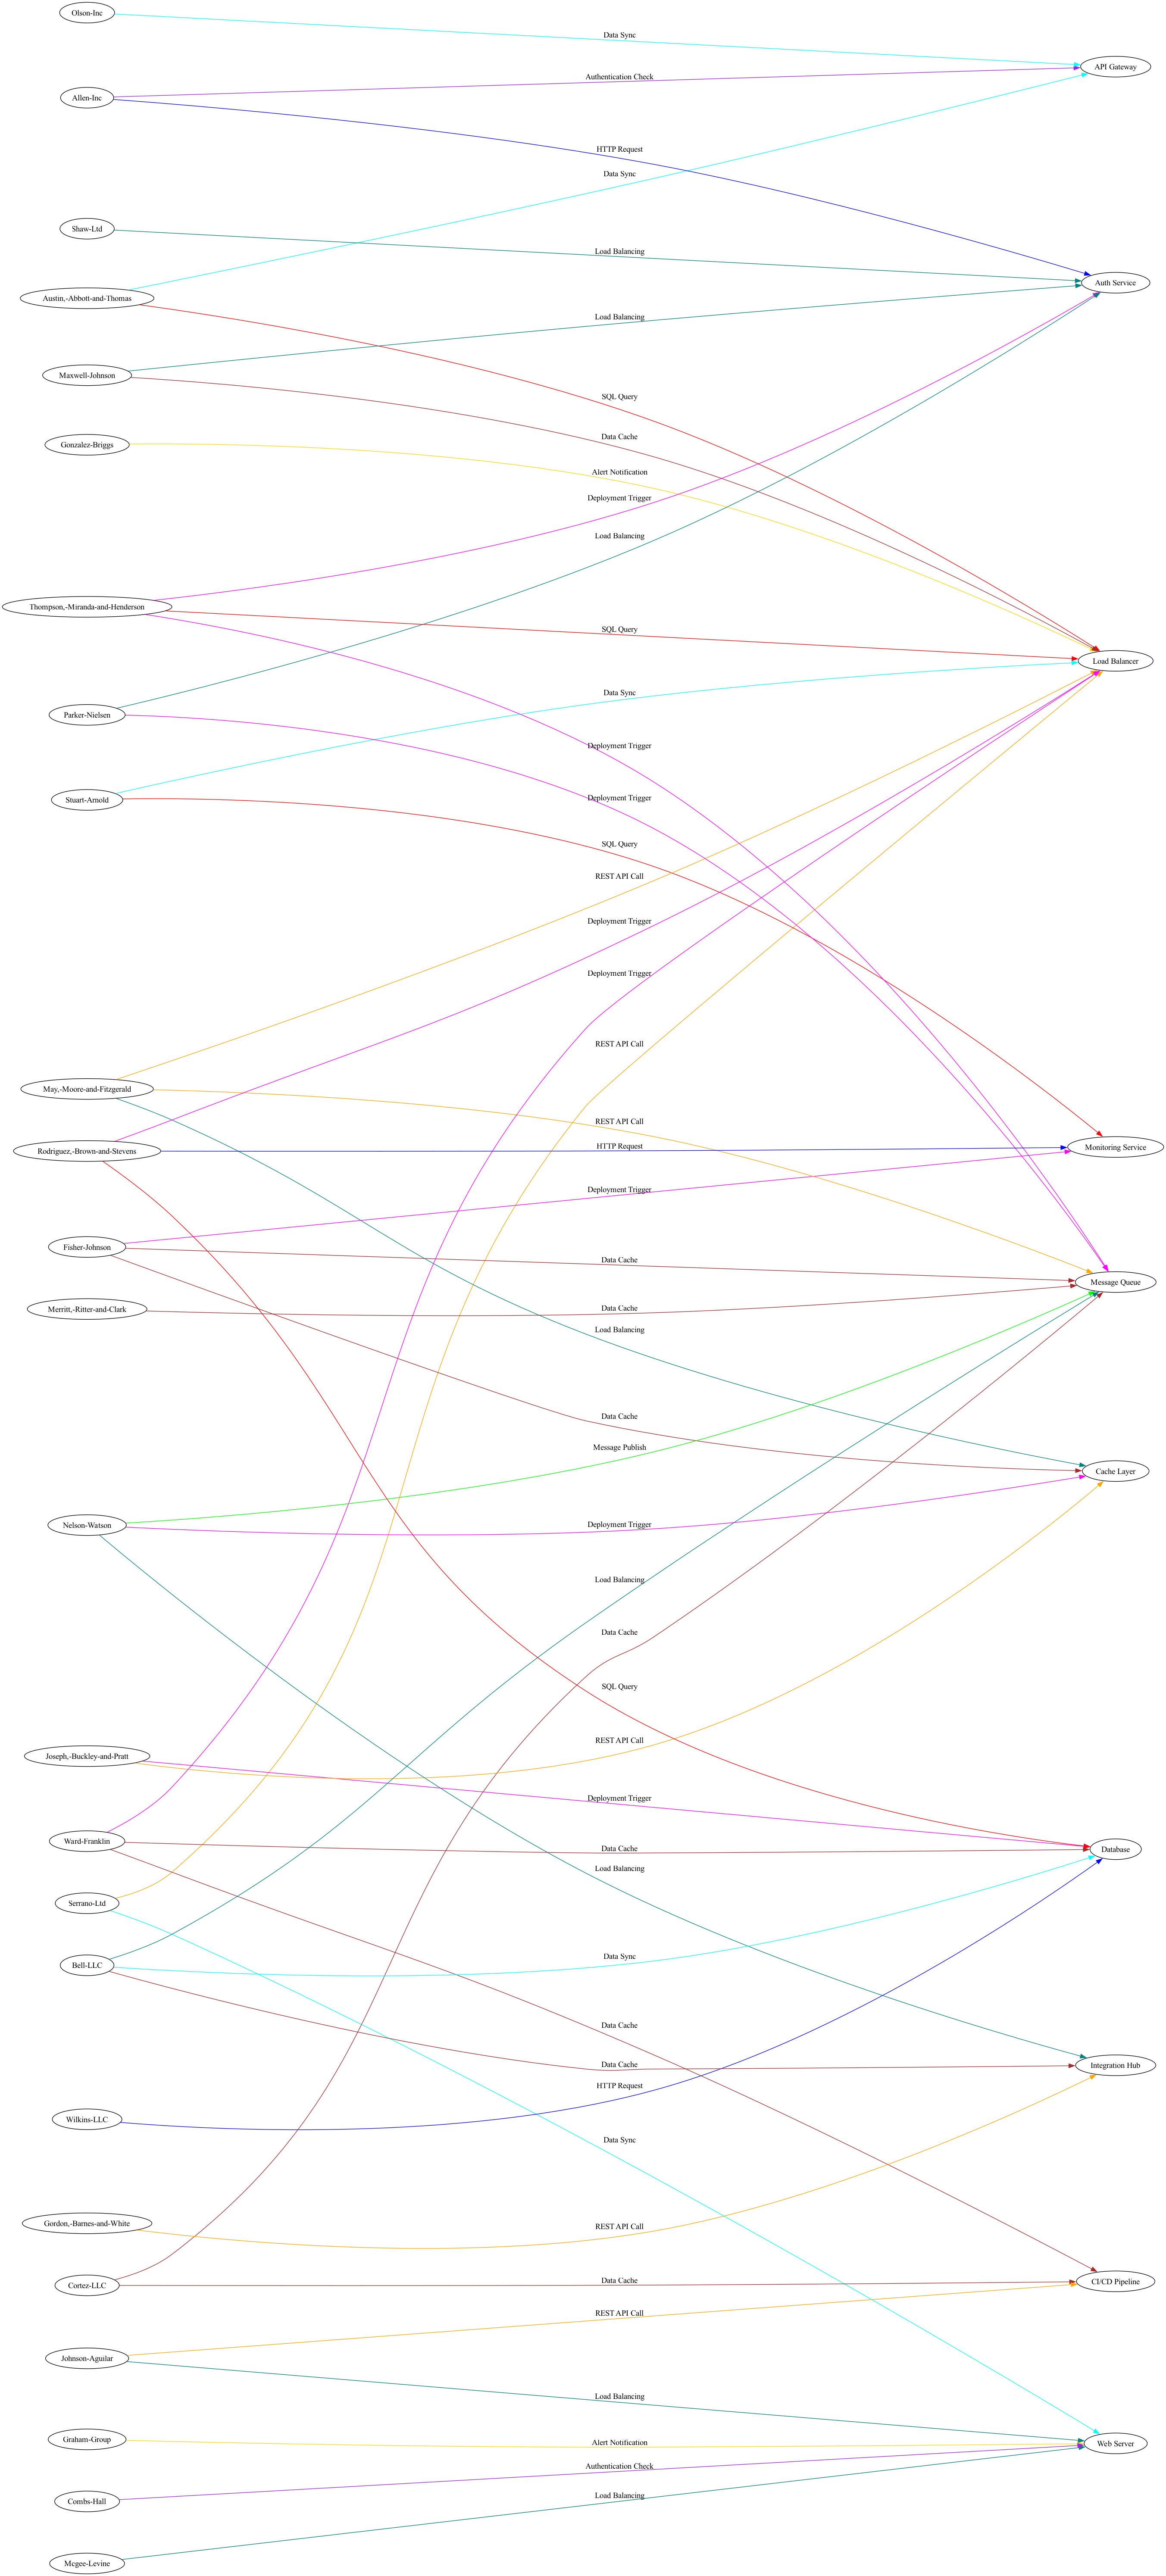 Olson-Inc
Data Sync
API Gateway
Authentication Check
Allen-Inc
HTTP Request
Data Sync
Shaw-Ltd
Load Balancing
Auth Service
Austin,-Abbott-and-Thomas
Load Balancing
Maxwell-Johnson
SQL Query
Data Cache
Gonzalez-Briggs
Alert Notification
Deployment Trigger
Load Balancing
Thompson,-Miranda-and-Henderson
SQL Query
Load Balancer
Data Sync
Parker-Nielsen
Deployment Trigger
Deployment Trigger
Stuart-Arnold
SQL Query
REST API Call
Deployment Trigger
Deployment Trigger
REST API Call
May,-Moore-and-Fitzgerald
REST API Call
HTTP Request
Monitoring Service
Rodriguez,-Brown-and-Stevens
Deployment Trigger
Fisher-Johnson
Data Cache
Message Queue
Merritt,-Ritter-and-Clark
Data Cache
Load Balancing
Data Cache
Message Publish
Cache Layer
Nelson-Watson
Deployment Trigger
Load Balancing
Data Cache
SQL Query
REST API Call
Joseph,-Buckley-and-Pratt
Deployment Trigger
Ward-Franklin
Data Cache
Database
Load Balancing
Serrano-Ltd
Data Sync
Bell-LLC
Data Cache
Data Cache
Integration Hub
HTTP Request
Wilkins-LLC
Data Sync
Gordon,-Barnes-and-White
REST API Call
Data Cache
CI/CD Pipeline
Cortez-LLC
REST API Call
Johnson-Aguilar
Load Balancing
Graham-Group
Alert Notification
Web Server
Authentication Check
Combs-Hall
Load Balancing
Mcgee-Levine